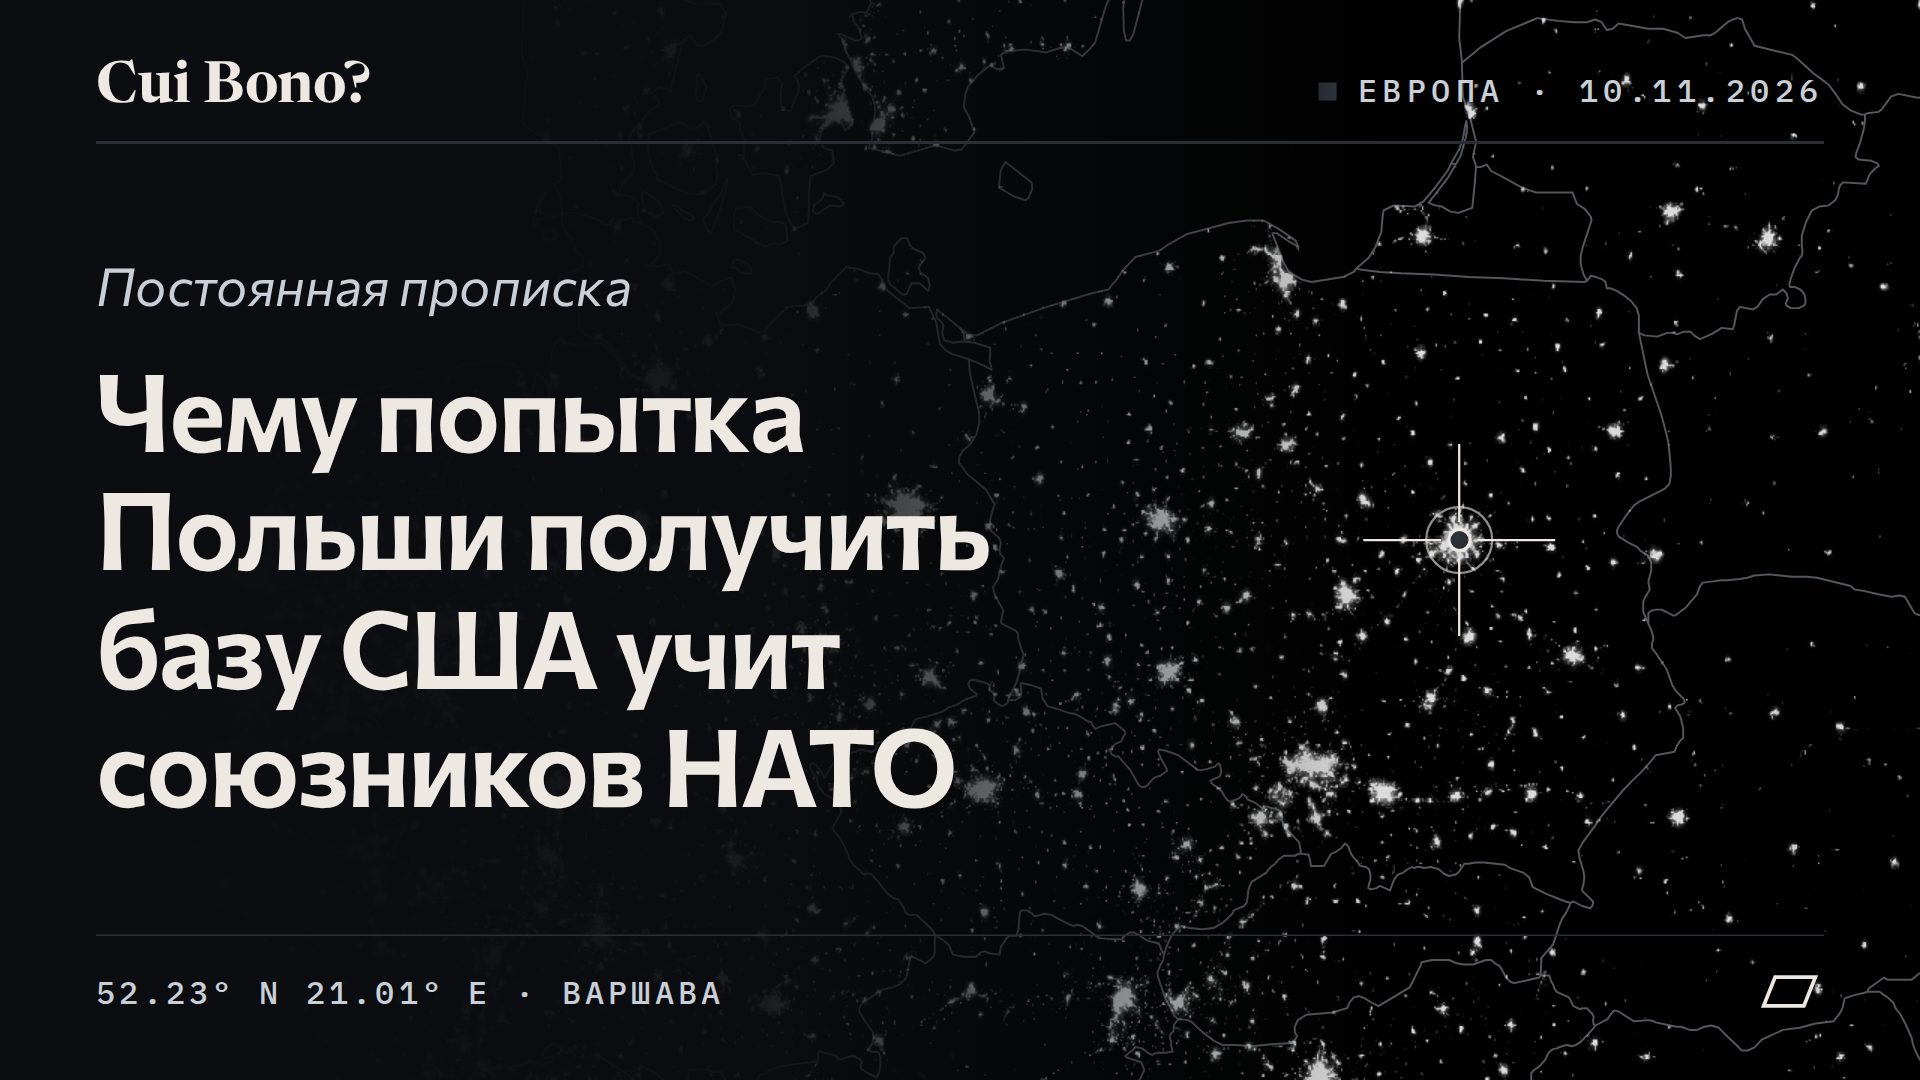 Cui Bono?
ЕВРОПА · 10.11.2026
Постоянная прописка
Чему попытка
Польши получить
базу США учит
союзников НАТО
52.23° N 21.01° E · ВАРШАВА